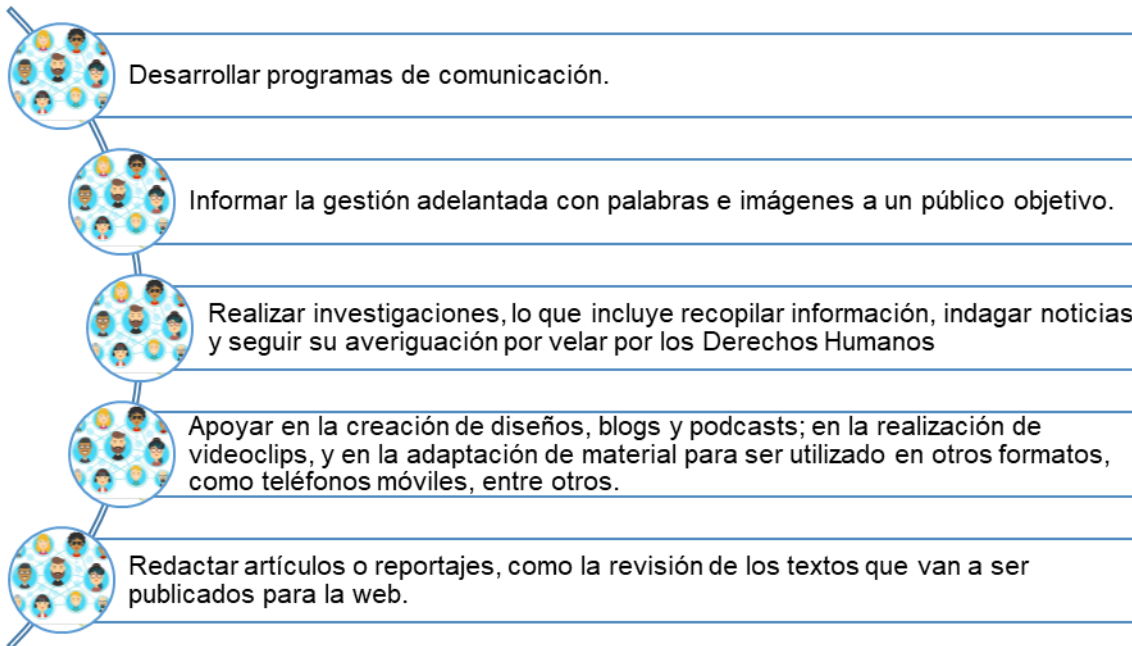 Desarrollar programas de comunicación.
Informar la gestión adelantada con palabras e imágenes a un público objetivo.
Realizar investigaciones, lo que incluye recopilar información, indagar noticias
y seguir su averiguación por velar por los Derechos Humanos
Apoyar en la creación de diseños, blogs y podcasts; en la realización de
videoclips, y en la adaptación de material para ser utilizado en otros formatos,
como teléfonos móviles, entre otros.
Redactar artículos o reportajes, como la revisión de los textos que van a ser
publicados para la web.